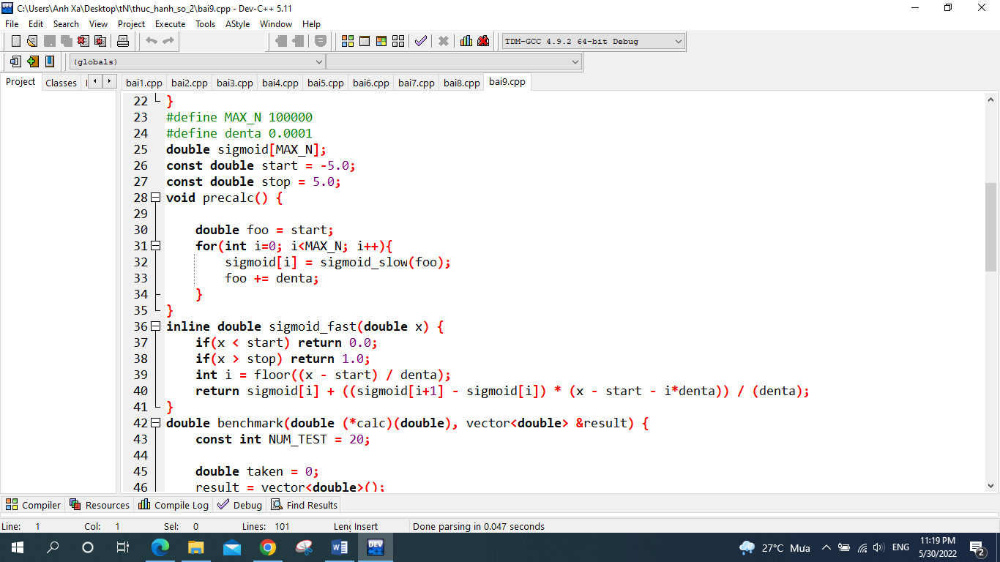 C:\Users\Anh Xa\Desktop\tN\thuc_hanh_so_2\bai9.cpp - Dev-C++ 5.11
File Edit Search View Project Execute Tools AStyle Window Help
TDM-GCC 4.9.2 64-bit Debug
(globals)
Project Classes
bai1.cpp bai2.cpp bai3.cpp bai4.cpp bai5.cpp bai6.cpp bai7.cpp bai8.cpp bai9.cpp
22 }
23 #define MAX_N 100000
24 #define denta 0.0001
25 double sigmoid[MAX_N];
26 const double start = -5.0;
27 const double stop = 5.0;
28 void precalc() {
29
30 double foo = start;
31 for(int i=0; i<MAX_N; i++){
32 sigmoid[i] = sigmoid_slow(foo);
33 foo += denta;
34 }
35 }
36 inline double sigmoid_fast(double x) {
37 if(x < start) return 0.0;
38 if(x > stop) return 1.0;
39 int i = floor((x - start) / denta);
40 return sigmoid[i] + ((sigmoid[i+1] - sigmoid[i]) * (x - start - i*denta)) / (denta);
41 }
42 double benchmark(double (*calc)(double), vector<double> &result) {
43 const int NUM_TEST = 20;
44
45 double taken = 0;
46 result = vector<double>();
Compiler Resources Compile Log Debug Find Results
Line: 1 Col: 1 Sel: 0 Lines: 101 Len Insert Done parsing in 0.047 seconds
DEV
27°C Mưa ENG
11:19 PM
5/30/2022
2